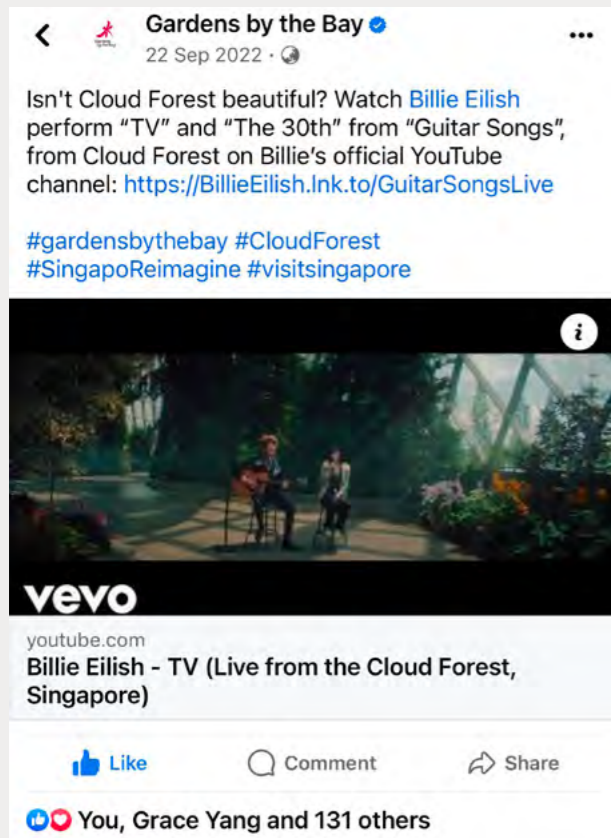 Gardens by the Bay
22 Sep 2022 ·
Isn't Cloud Forest beautiful? Watch Billie Eilish
perform “TV” and “The 30th” from “Guitar Songs”,
from Cloud Forest on Billie’s official YouTube
channel: https://BillieEilish.lnk.to/GuitarSongsLive
#gardensbythebay #CloudForest
#SingapoReimagine #visitsingapore
i
vevo
youtube.com
Billie Eilish - TV (Live from the Cloud Forest,
Singapore)
Like Comment Share
You, Grace Yang and 131 others